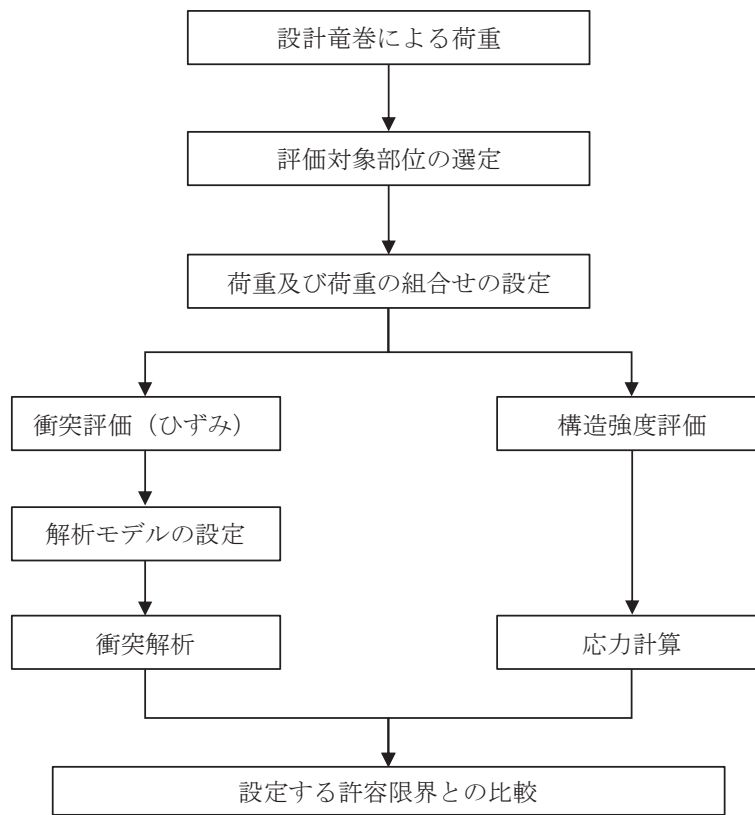 設計竜巻による荷重
評価対象部位の選定
荷重及び荷重の組合せの設定
衝突評価（ひずみ）
構造強度評価
解析モデルの設定
衝突解析
応力計算
設定する許容限界との比較